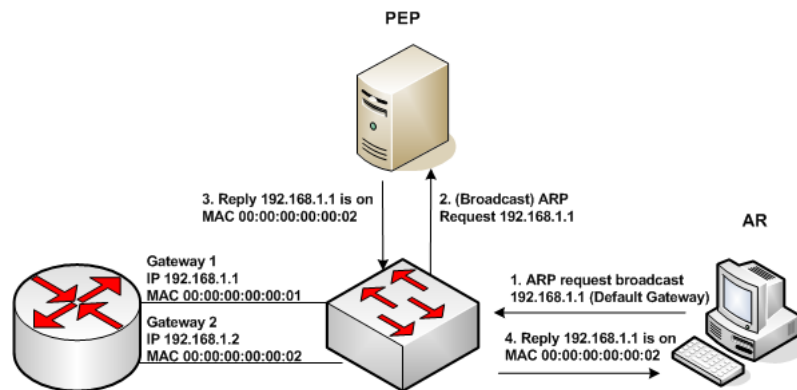 PEP
3. Reply 192.168.1.1 is on
MAC 00:00:00:00:00:02
2. (Broadcast) ARP
Request 192.168.1.1
AR
Gateway 1
IP 192.168.1.1
MAC 00:00:00:00:00:01
Gateway 2
IP 192.168.1.2
MAC 00:00:00:00:00:02
1. ARP request broadcast
192.168.1.1 (Default Gateway)
4. Reply 192.168.1.1 is on
MAC 00:00:00:00:00:02